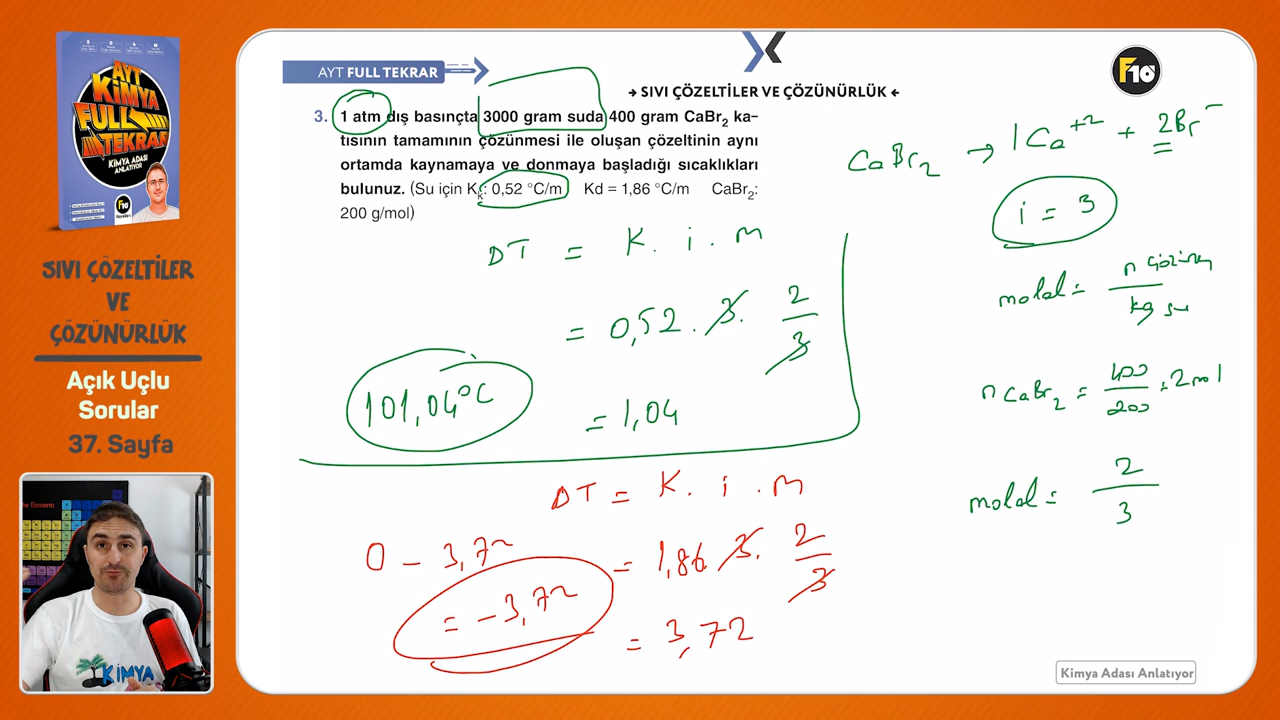 AYT
KİMYA
FULL
TEKRAR
KİMYA ADASI
ANLATIYOR
F10
SIVI ÇÖZELTİLER
VE
ÇÖZÜNÜRLÜK
Açık Uçlu
Sorular
37. Sayfa
KİMYA
AYT FULL TEKRAR
→ SIVI ÇÖZELTİLER VE ÇÖZÜNÜRLÜK ←
F10
3. 1 atm dış basınçta 3000 gram suda 400 gram CaBr₂ ka-
tısının tamamının çözünmesi ile oluşan çözeltinin aynı
ortamda kaynamaya ve donmaya başladığı sıcaklıkları
bulunuz. (Su için Kk: 0,52 °C/m Kd = 1,86 °C/m CaBr₂:
200 g/mol)
ΔT = K. i. m
= 0,52 . 3. 2/3
= 1,04
101,04°C
ΔT = K. i. m
= 1,86 3. 2/3
= 3,72
0 - 3,72
= -3,72
CaBr₂ → 1Ca⁺² + 2Br⁻
i = 3
molal = n çözünen / kg su
n CaBr₂ = 400/200 = 2 mol
molal = 2/3
Kimya Adası Anlatıyor